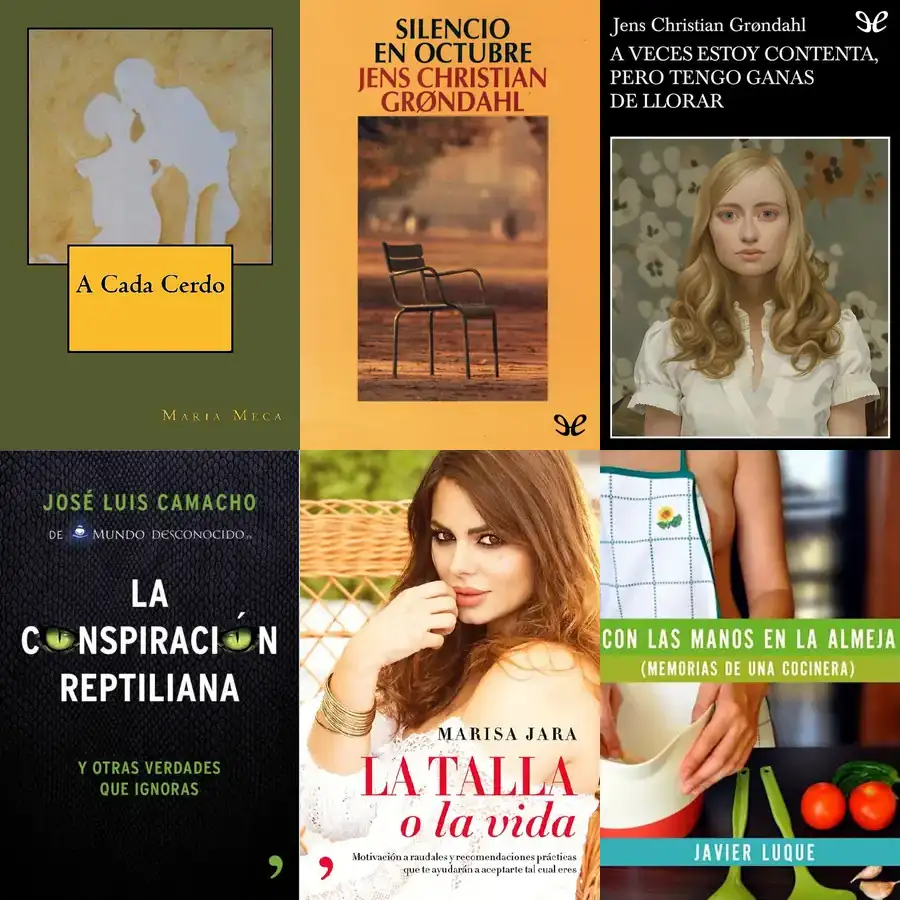 A Cada Cerdo
Maria Meca
SILENCIO
EN OCTUBRE
JENS CHRISTIAN
GRØNDAHL
Jens Christian Grøndahl
A VECES ESTOY CONTENTA,
PERO TENGO GANAS
DE LLORAR
JOSÉ LUIS CAMACHO
DE MUNDO DESCONOCIDO.ES
LA
CONSPIRACIÓN
REPTILIANA
Y OTRAS VERDADES
QUE IGNORAS
MARISA JARA
LA TALLA
o la vida
Motivación a raudales y recomendaciones prácticas
que te ayudarán a aceptarte tal cual eres
CON LAS MANOS EN LA ALMEJA
(MEMORIAS DE UNA COCINERA)
JAVIER LUQUE